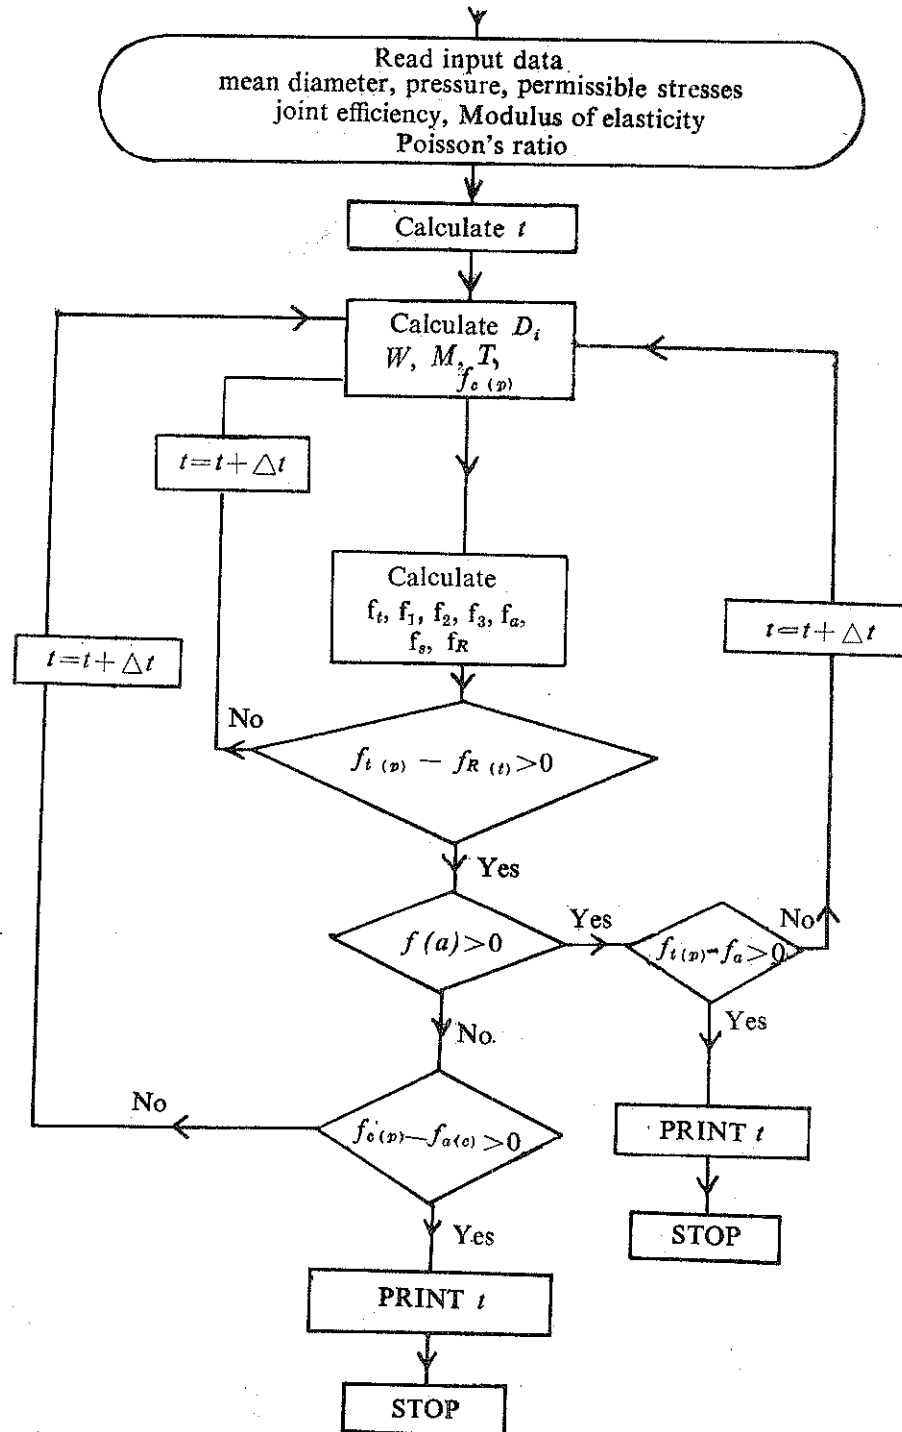 Read input data
mean diameter, pressure, permissible stresses
joint efficiency, Modulus of elasticity
Poisson's ratio
Calculate t
Calculate D_i
W, M, T,
f_c (p)
t=t+△t
Calculate
f_t, f_1, f_2, f_3, f_a,
f_s, f_R
t=t+△t
t=t+△t
No
f_t (p) – f_R (t)>0
Yes
f (a)>0
Yes
f_t(p)–f_a>0
No
No.
Yes
No
f_c(p)–f_a(c)>0
PRINT t
Yes
STOP
PRINT t
STOP